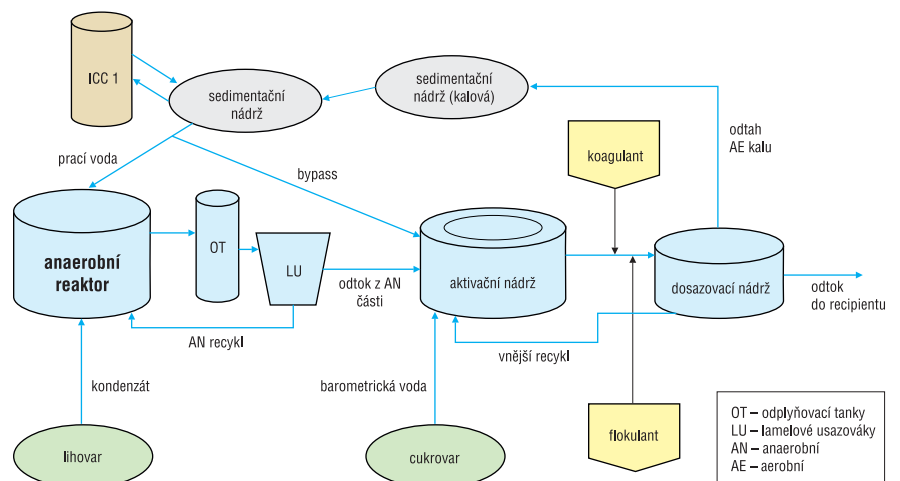 ICC 1
sedimentační
nádrž
sedimentační
nádrž (kalová)
odtah
AE kalu
koagulant
prací voda
bypass
anaerobní
reaktor
OT
LU
odtok z AN
části
aktivační nádrž
dosazovací nádrž
odtok
do recipientu
AN recykl
vnější recykl
kondenzát
barometrická voda
lihovar
cukrovar
flokulant
OT – odplyňovací tanky
LU – lamelové usazováky
AN – anaerobní
AE – aerobní